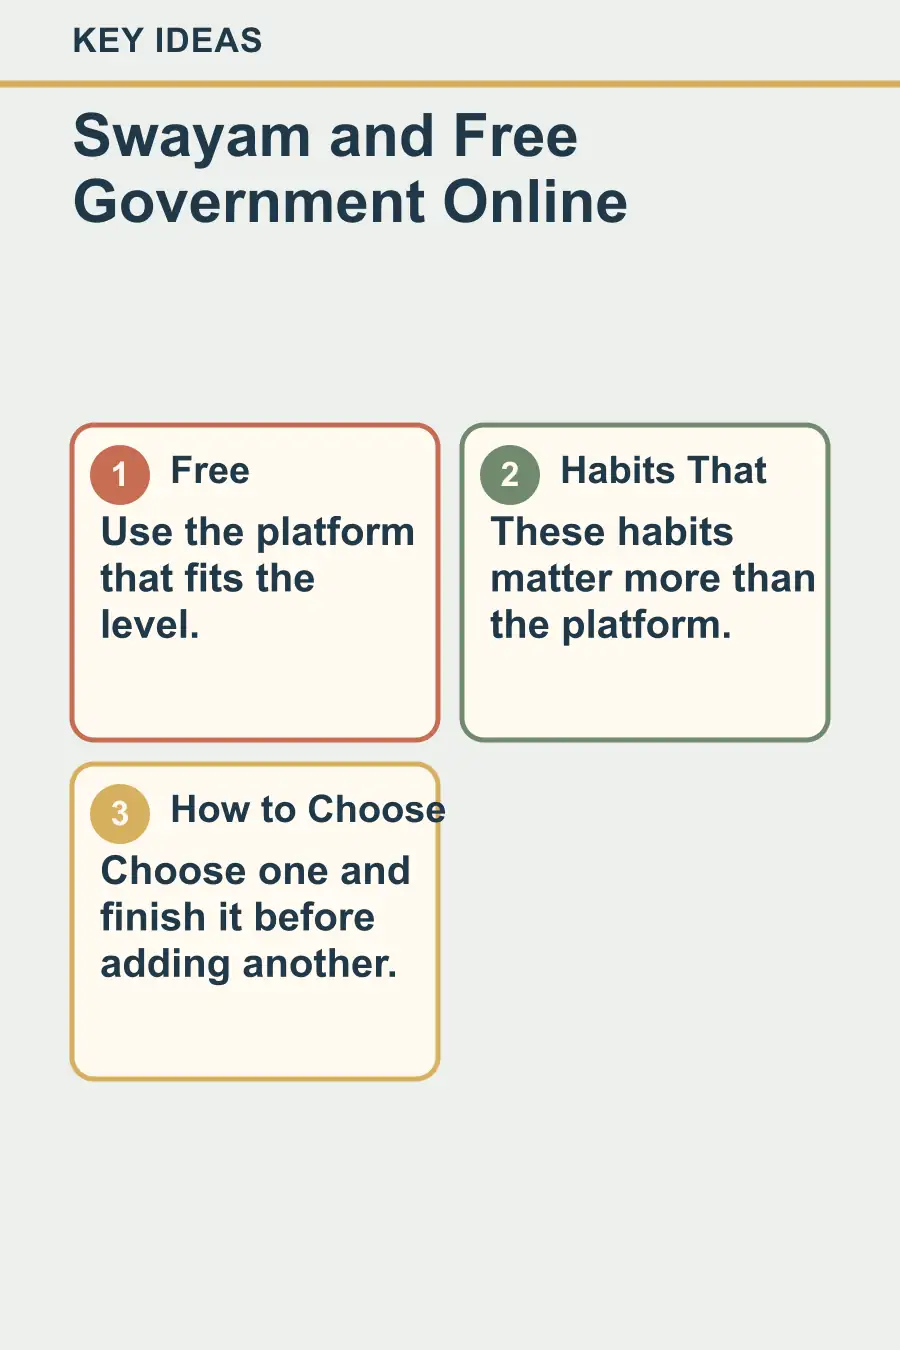 KEY IDEAS
Swayam and Free
Government Online
1 Free
Use the platform
that fits the
level.
2 Habits That
These habits
matter more than
the platform.
3 How to Choose
Choose one and
finish it before
adding another.